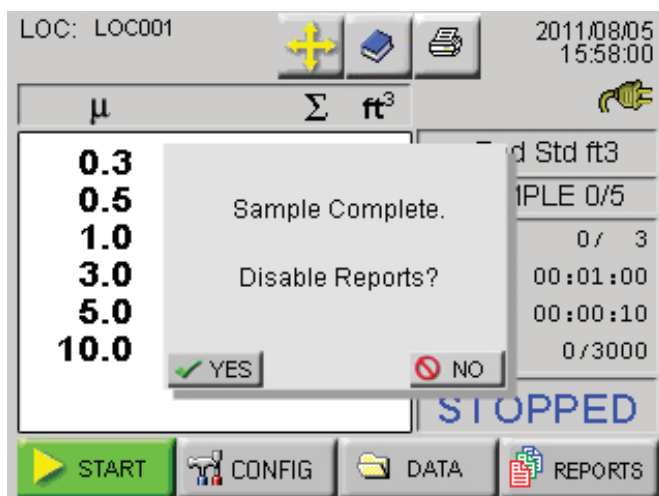 LOC: LOC001
2011/08/05
15:58:00
μ Σ ft³
0.3
0.5
1.0
3.0
5.0
10.0
d Std ft3
0/5
0/ 3
00:01:00
00:00:10
0/3000
STOPPED
Sample Complete.
Disable Reports?
YES
NO
START
CONFIG
DATA
REPORTS